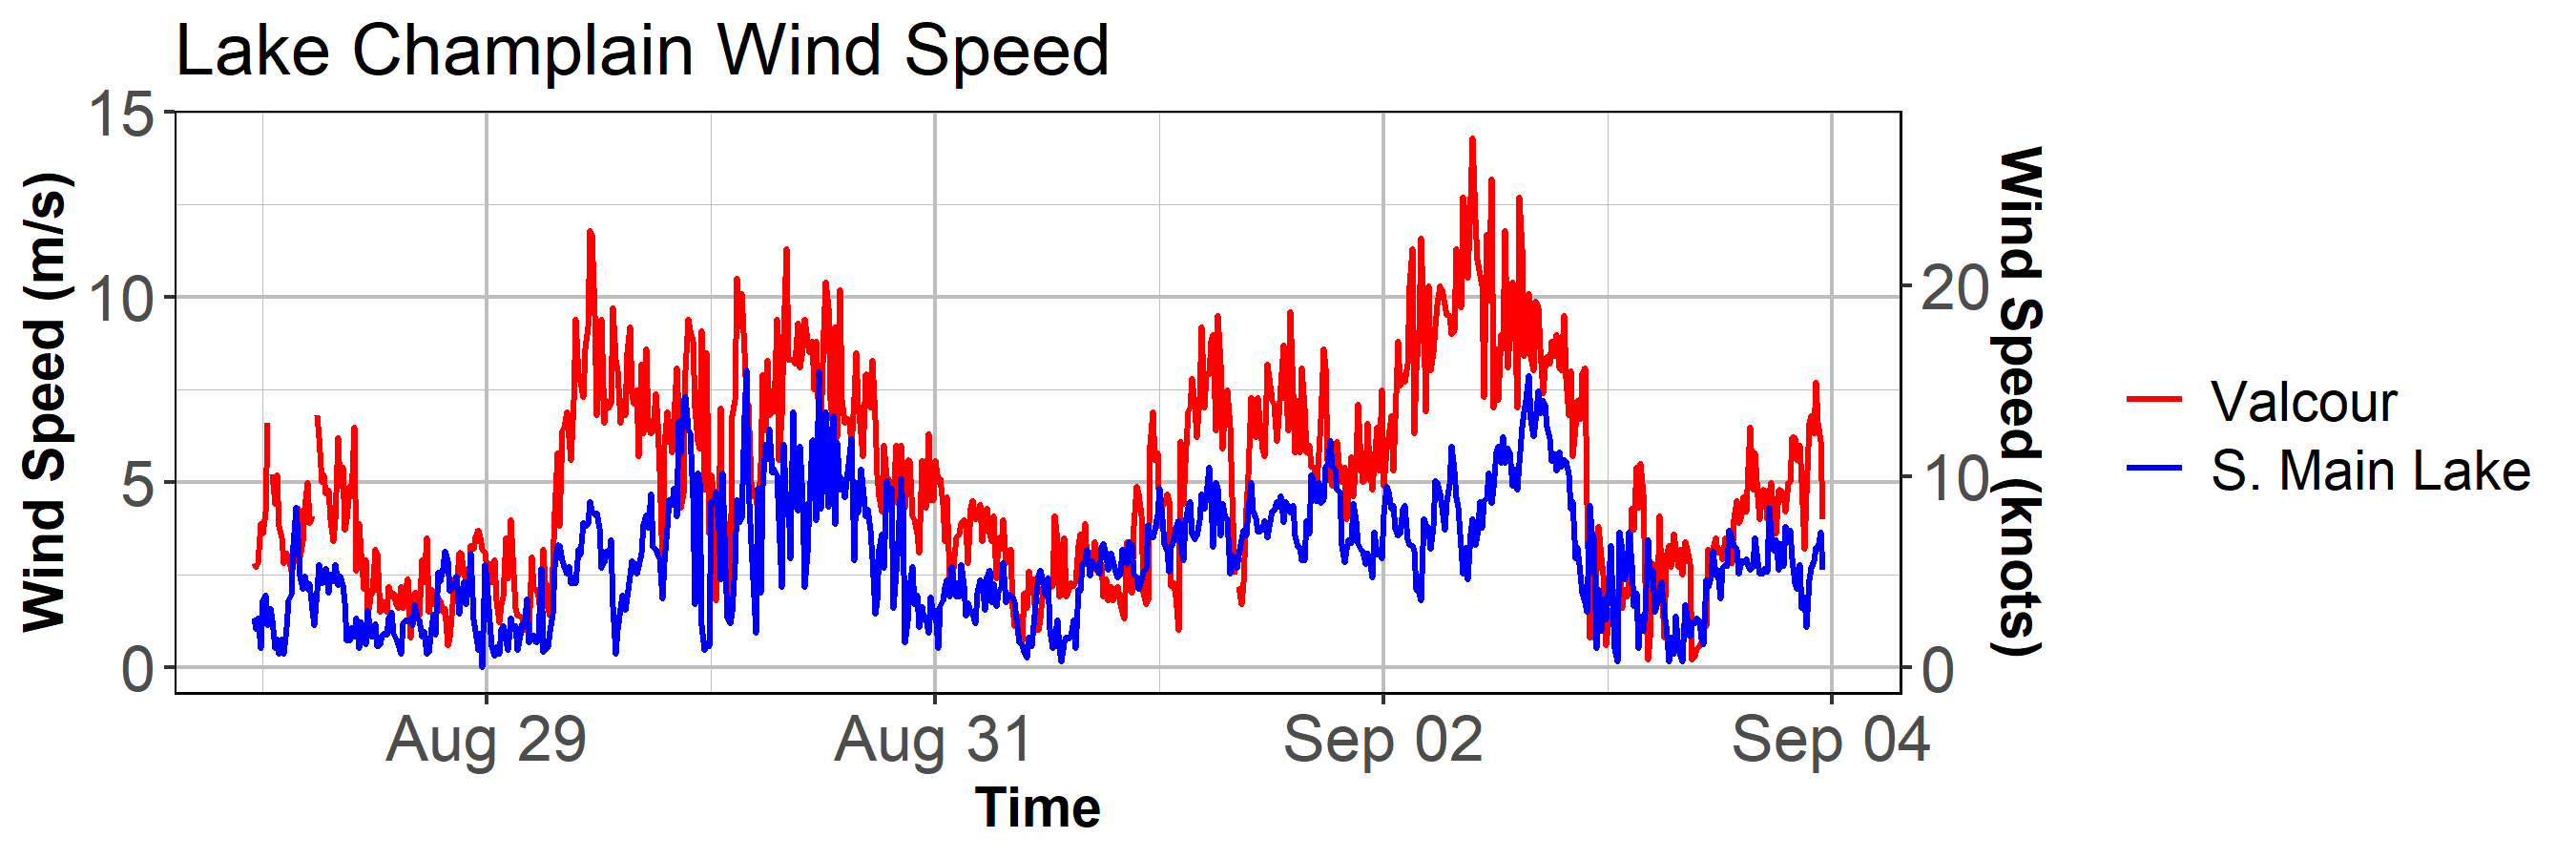 Lake Champlain Wind Speed
Wind Speed (m/s)
15
10
5
0
Wind Speed (knots)
20
10
0
Aug 29
Aug 31
Sep 02
Sep 04
Time
Valcour
S. Main Lake